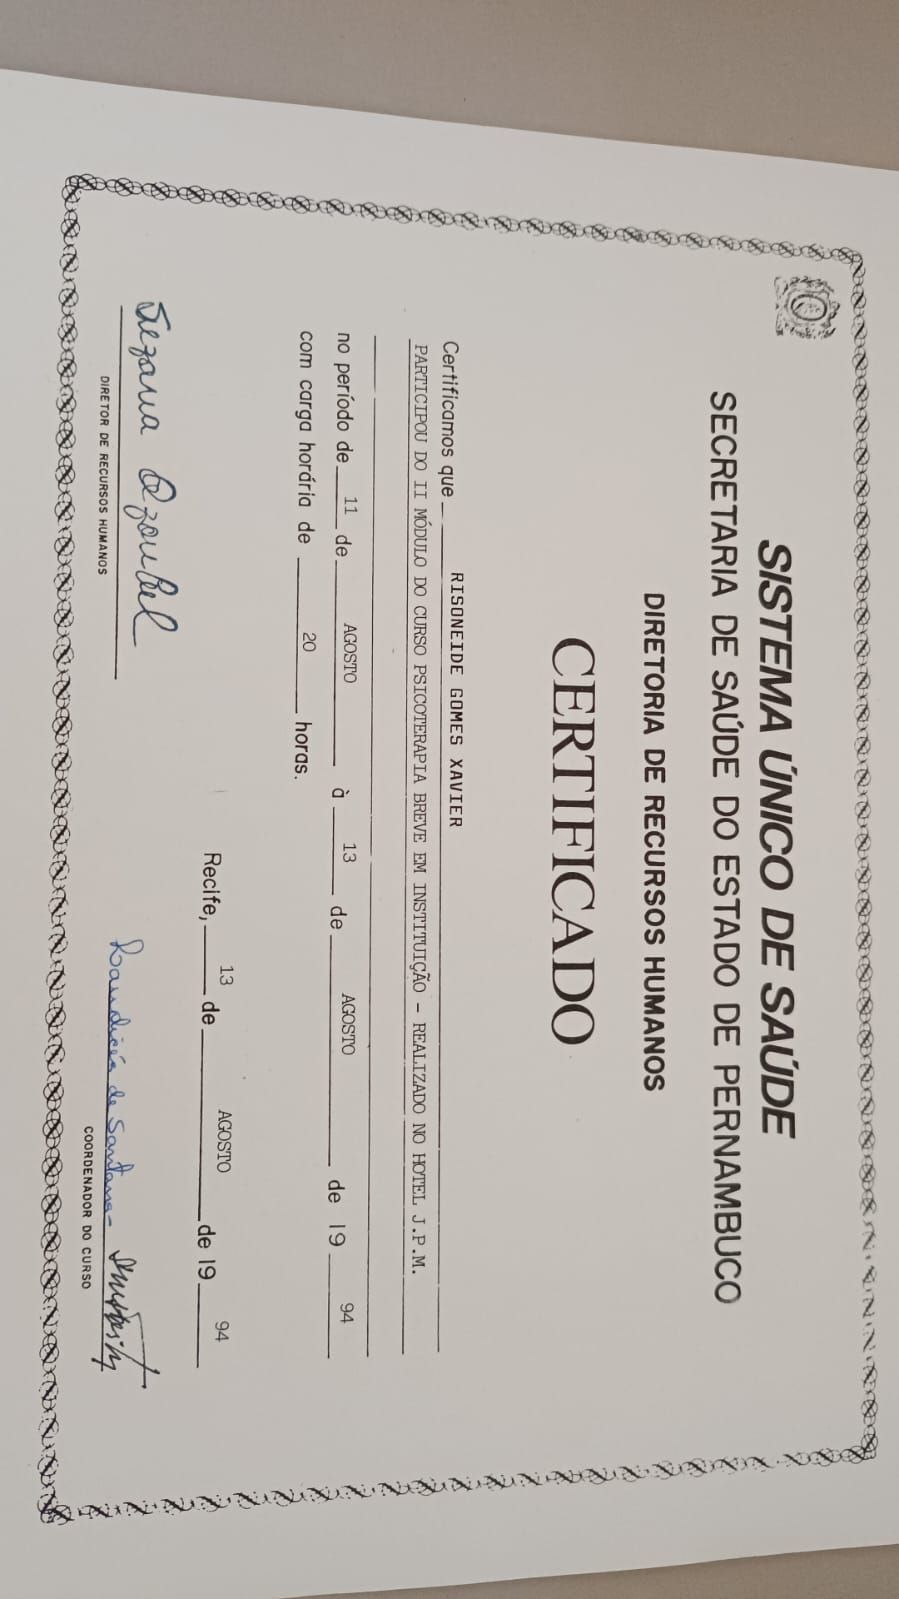 SISTEMA ÚNICO DE SAÚDE
SECRETARIA DE SAÚDE DO ESTADO DE PERNAMBUCO
DIRETORIA DE RECURSOS HUMANOS
CERTIFICADO
Certificamos que RISONEIDE GOMES XAVIER
PARTICIPOU DO II MÓDULO DO CURSO PSICOTERAPIA BREVE EM INSTITUIÇÃO - REALIZADO NO HOTEL J.P.M.
no período de 11 de AGOSTO à 13 de AGOSTO de 19 94
com carga horária de 20 horas.
Recife, 13 de AGOSTO de 19 94
DIRETOR DE RECURSOS HUMANOS
Laudicéa de Santana-
COORDENADOR DO CURSO